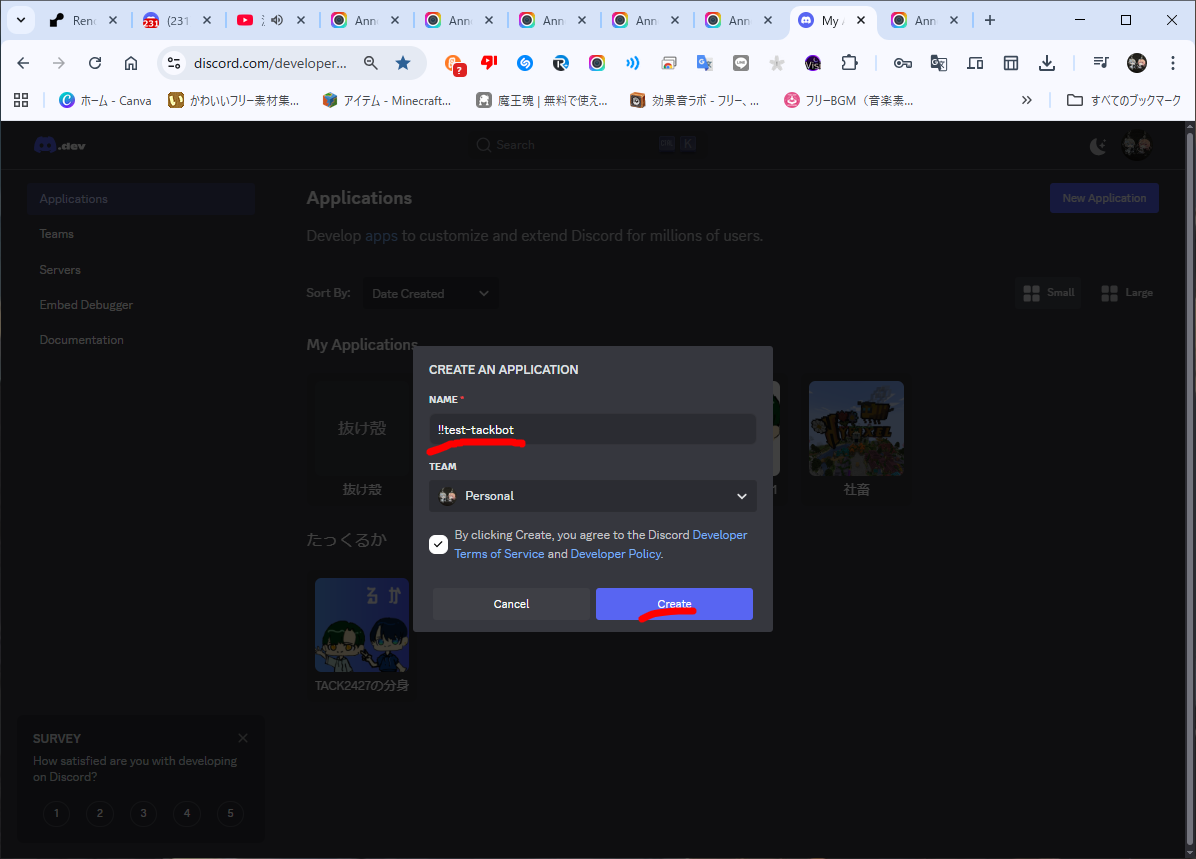 Rend
231
(231
Ann
Ann
Ann
Ann
Ann
My A
Ann
discord.com/developer...
?
ホーム - Canva
かわいいフリー素材集...
アイテム - Minecraft...
魔王魂 | 無料で使え...
効果音ラボ - フリー、...
フリーBGM（音楽素...
»
すべてのブックマーク
.dev
Search
K
Applications
Teams
Servers
Embed Debugger
Documentation
Applications
New Application
Develop apps to customize and extend Discord for millions of users.
Sort By:
Date Created
Small
Large
My Applications
抜け殻
抜け殻
1
社畜
たっくるか
るか
TACK2427の分身
CREATE AN APPLICATION
NAME *
!!test-tackbot
TEAM
Personal
By clicking Create, you agree to the Discord Developer
Terms of Service and Developer Policy.
Cancel
Create
SURVEY
How satisfied are you with developing
on Discord?
1 2 3 4 5